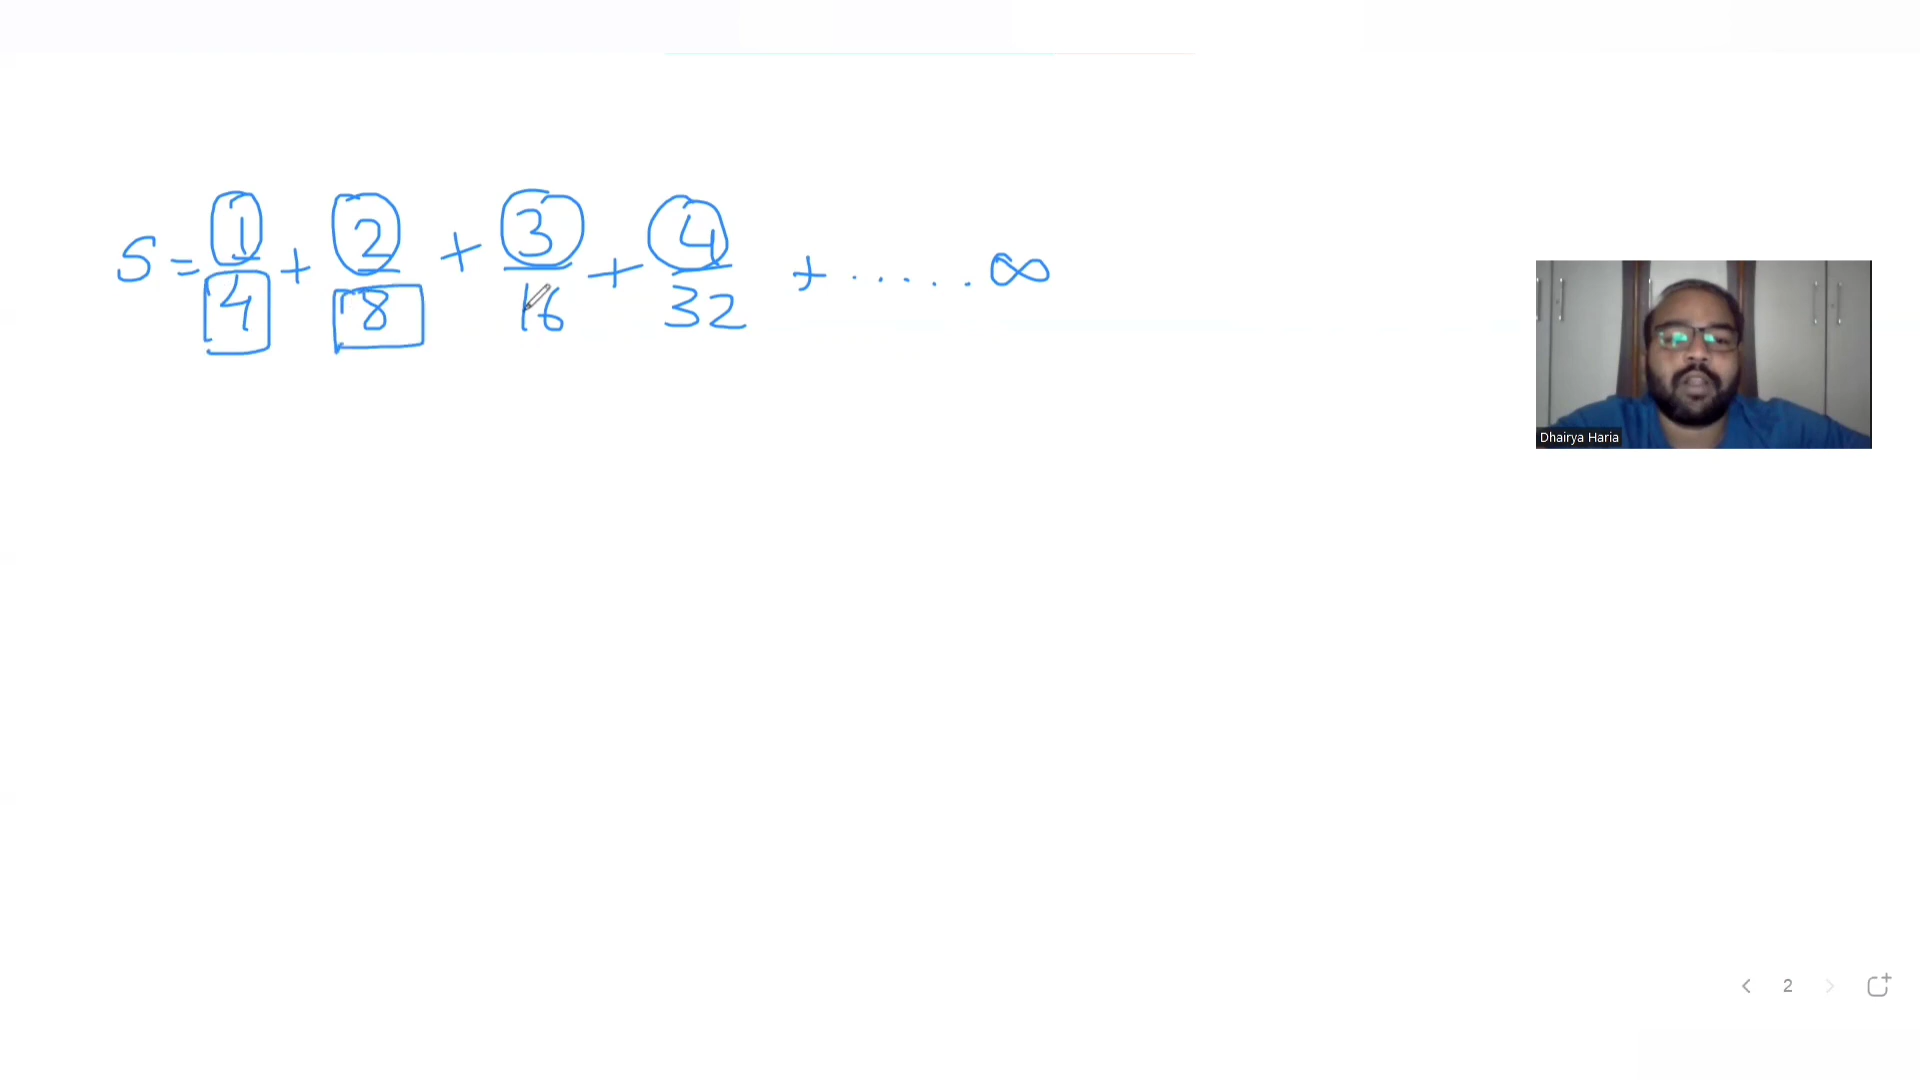 S = 1/4 + 2/8 + 3/16 + 4/32 + ..... ∞
Dhairya Haria
2